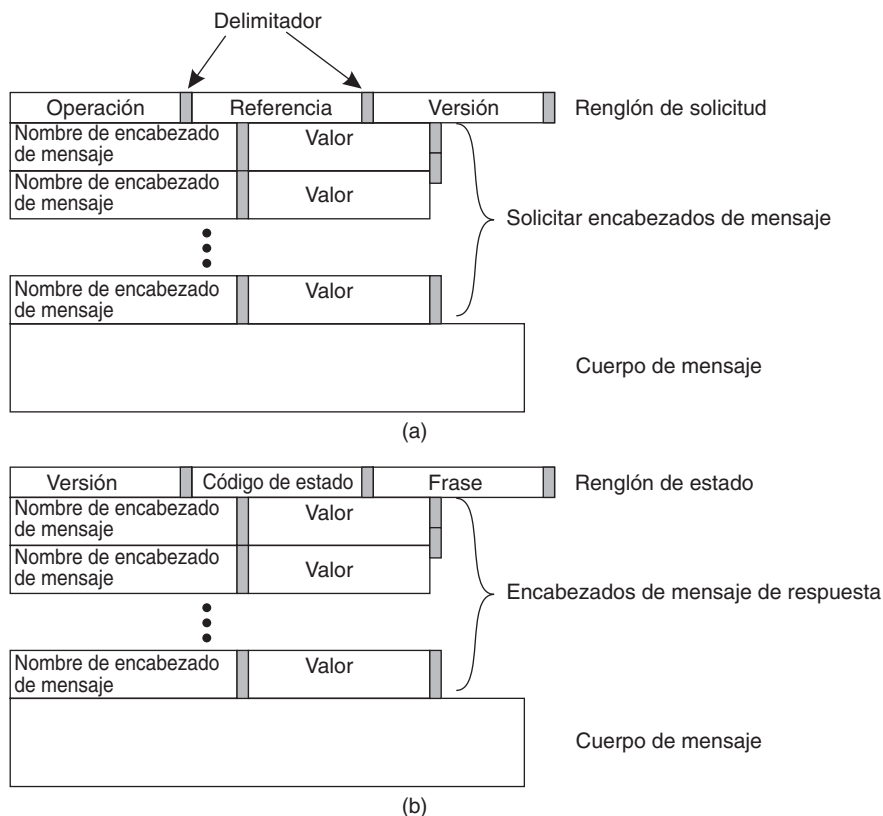 Delimitador
Operación Referencia Versión Renglón de solicitud
Nombre de encabezado
de mensaje
Valor
Nombre de encabezado
de mensaje
Valor
Solicitar encabezados de mensaje
Nombre de encabezado
de mensaje
Valor
Cuerpo de mensaje
(a)
Versión Código de estado Frase Renglón de estado
Nombre de encabezado
de mensaje
Valor
Nombre de encabezado
de mensaje
Valor
Encabezados de mensaje de respuesta
Nombre de encabezado
de mensaje
Valor
Cuerpo de mensaje
(b)